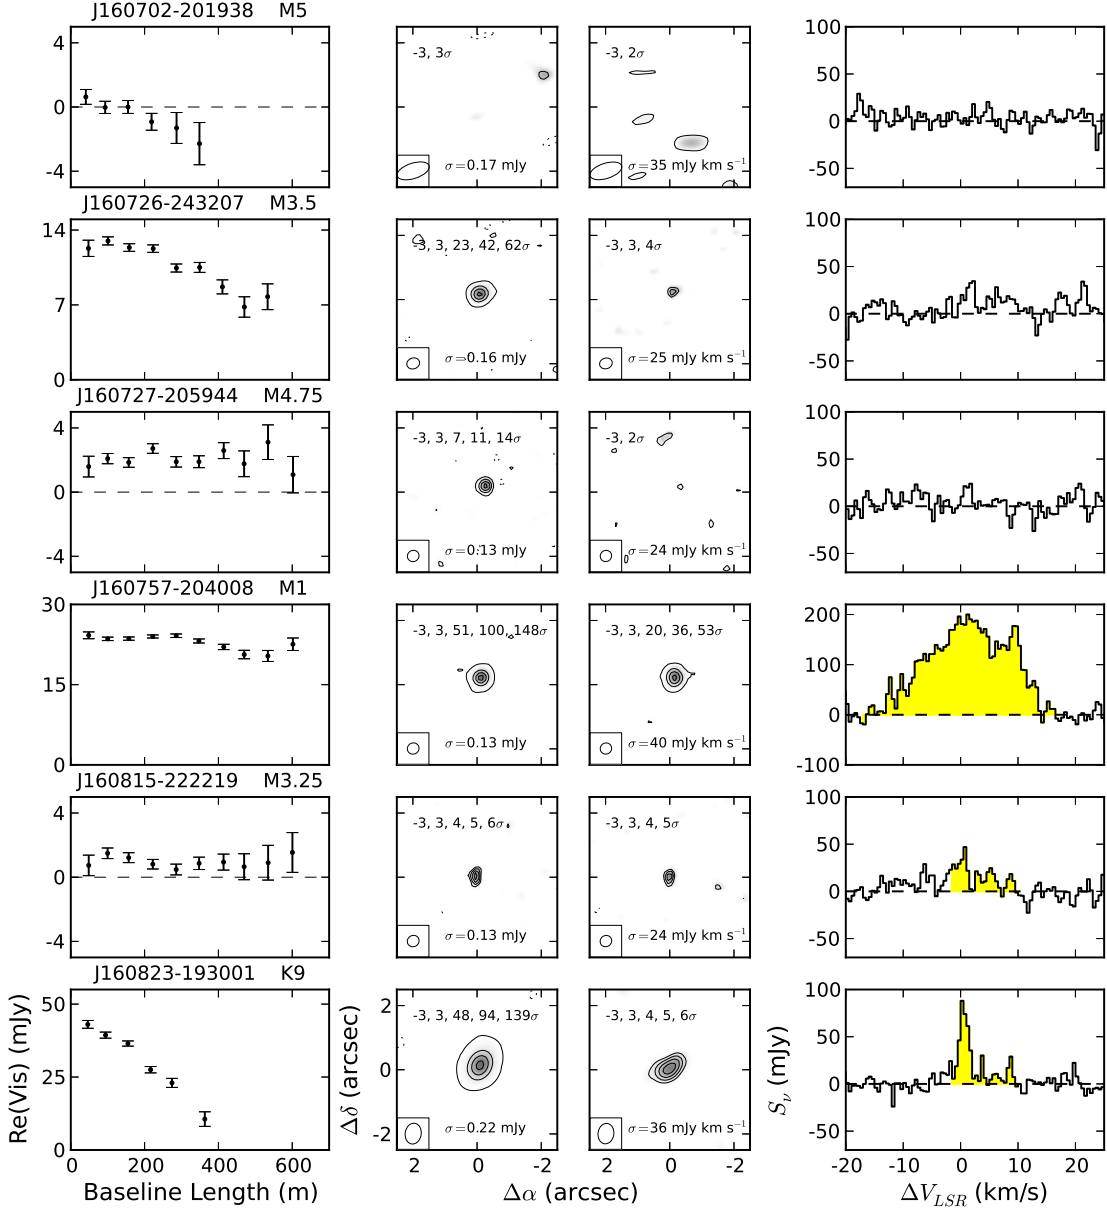 J160702-201938 M5
4
0
-4
-3, 3σ
σ=0.17 mJy
-3, 2σ
σ=35 mJy km s⁻¹
100
50
0
-50
J160726-243207 M3.5
14
7
0
-3, 3, 23, 42, 62σ
σ=0.16 mJy
-3, 3, 4σ
σ=25 mJy km s⁻¹
100
50
0
-50
J160727-205944 M4.75
4
0
-4
-3, 3, 7, 11, 14σ
σ=0.13 mJy
-3, 2σ
σ=24 mJy km s⁻¹
100
50
0
-50
J160757-204008 M1
30
15
0
-3, 3, 51, 100, 148σ
σ=0.13 mJy
-3, 3, 20, 36, 53σ
σ=40 mJy km s⁻¹
200
100
0
-100
J160815-222219 M3.25
4
0
-4
-3, 3, 4, 5, 6σ
σ=0.13 mJy
-3, 3, 4, 5σ
σ=24 mJy km s⁻¹
100
50
0
-50
J160823-193001 K9
Re(Vis) (mJy)
50
25
0
0 200 400 600
Baseline Length (m)
Δδ (arcsec)
2
0
-2
-3, 3, 48, 94, 139σ
σ=0.22 mJy
-3, 3, 4, 5, 6σ
σ=36 mJy km s⁻¹
2 0 -2
2 0 -2
Δα (arcsec)
Sν (mJy)
100
50
0
-50
-20 -10 0 10 20
ΔV_LSR (km/s)